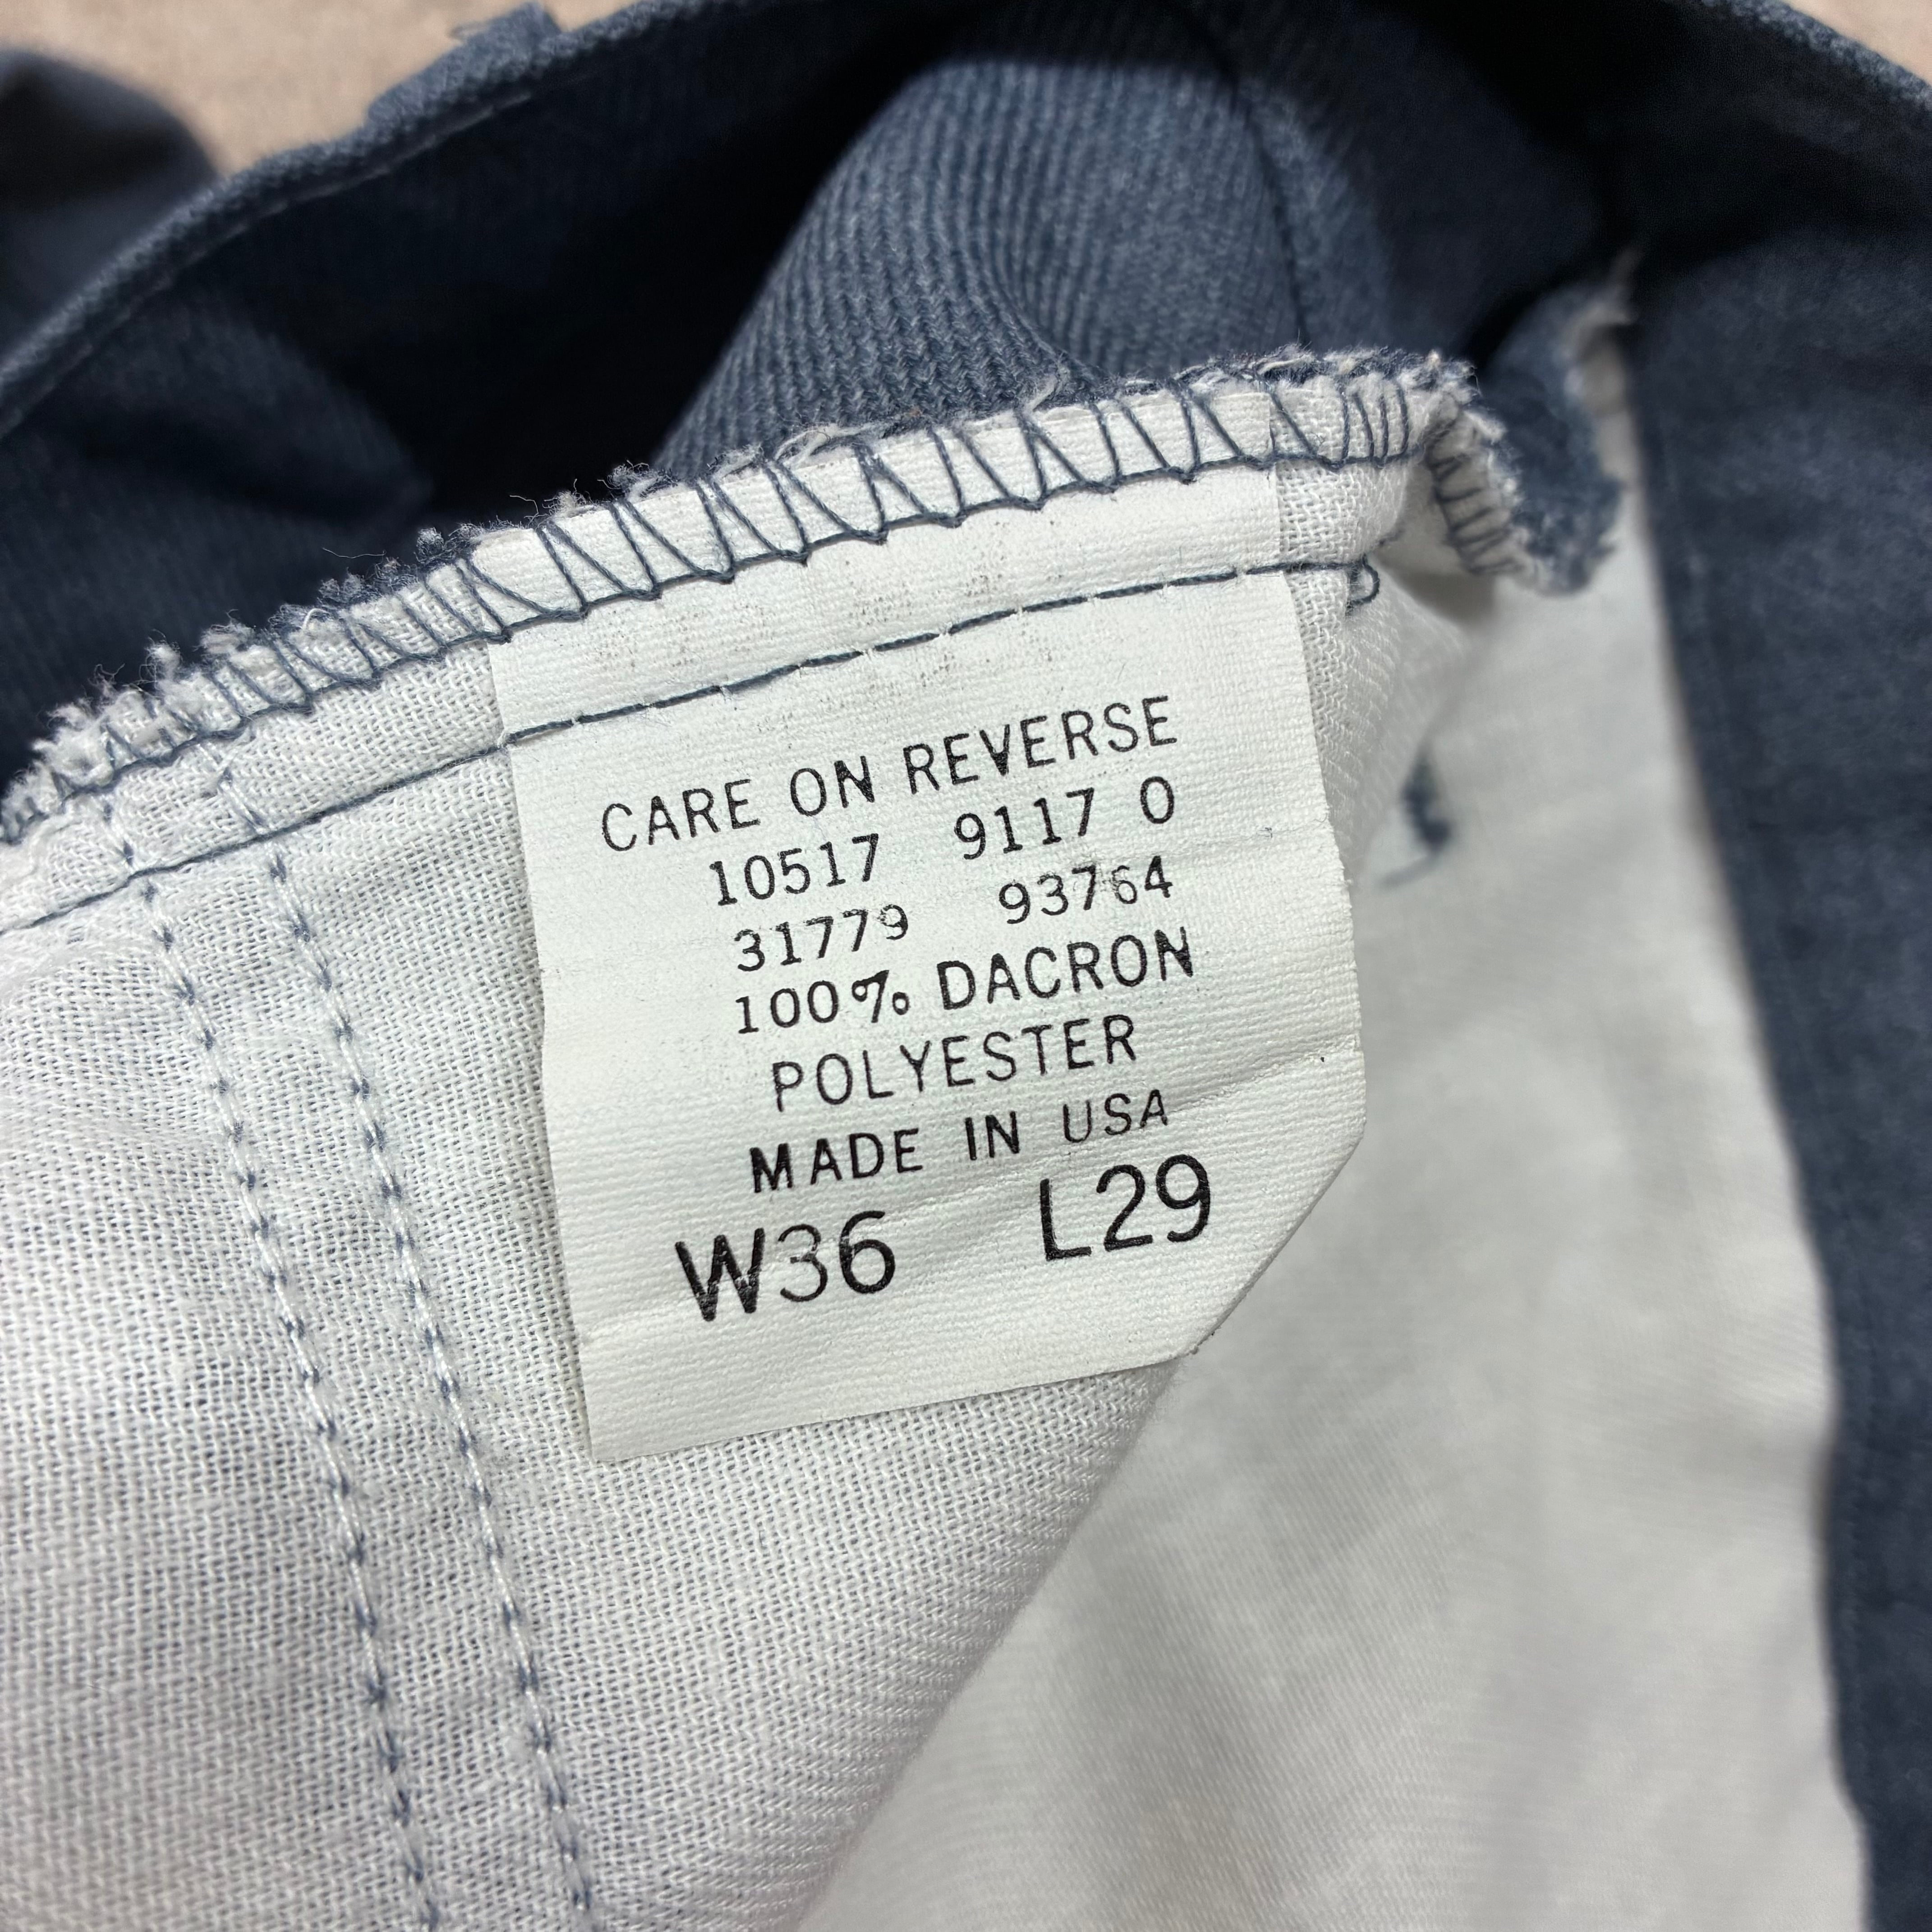 CARE ON REVERSE
10517 9117 0
31779 93764
100% DACRON
POLYESTER
MADE IN USA
W36 L29